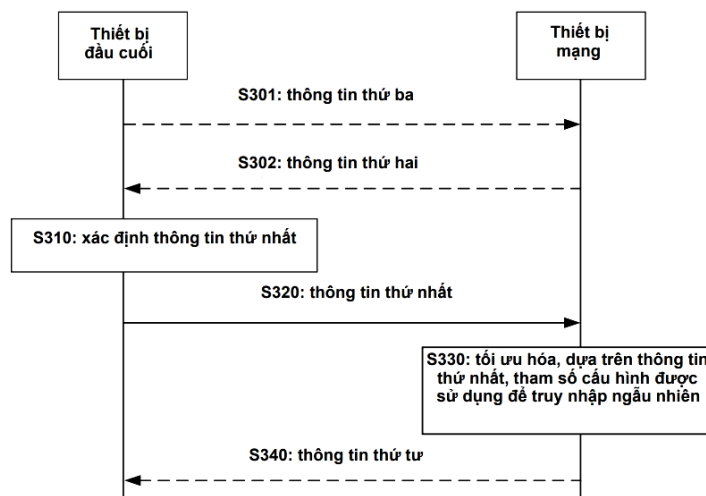 Thiết bị
đầu cuối
Thiết bị
mạng
S301: thông tin thứ ba
S302: thông tin thứ hai
S310: xác định thông tin thứ nhất
S320: thông tin thứ nhất
S330: tối ưu hóa, dựa trên thông tin
thứ nhất, tham số cấu hình được
sử dụng để truy nhập ngẫu nhiên
S340: thông tin thứ tư